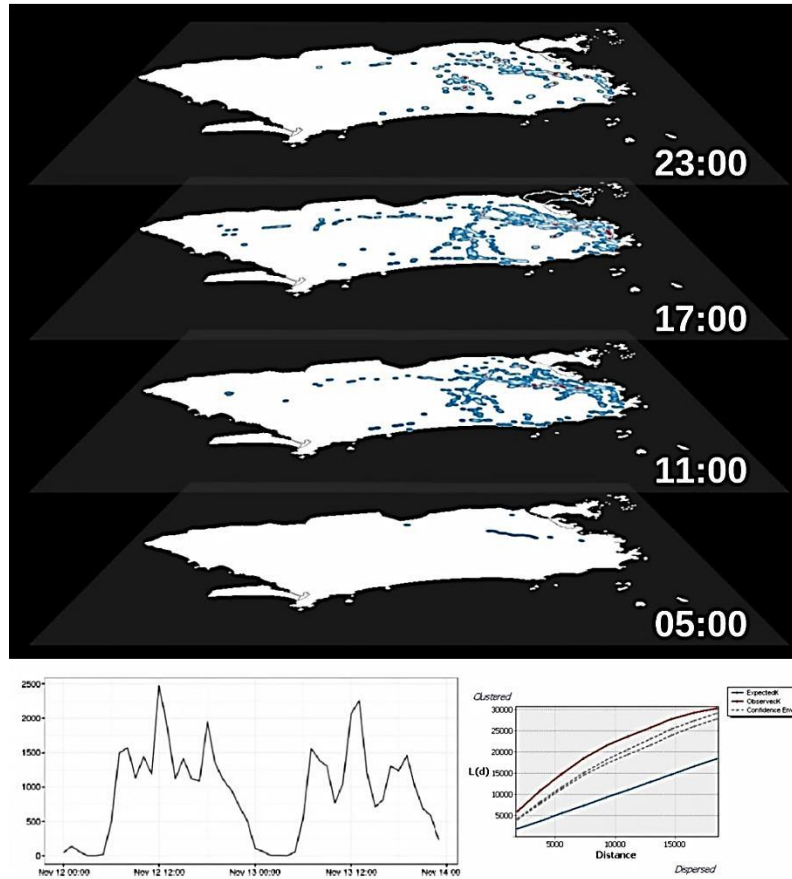 23:00
17:00
11:00
05:00
2500
2000
1500
1000
500
0
Nov 12 00:00
Nov 12 12:00
Nov 13 00:00
Nov 13 12:00
Nov 14 00:00
Clustered
30000
25000
20000
15000
10000
5000
L(d)
5000
10000
15000
Distance
Dispersed
ExpectedK
ObservedK
Confidence Env